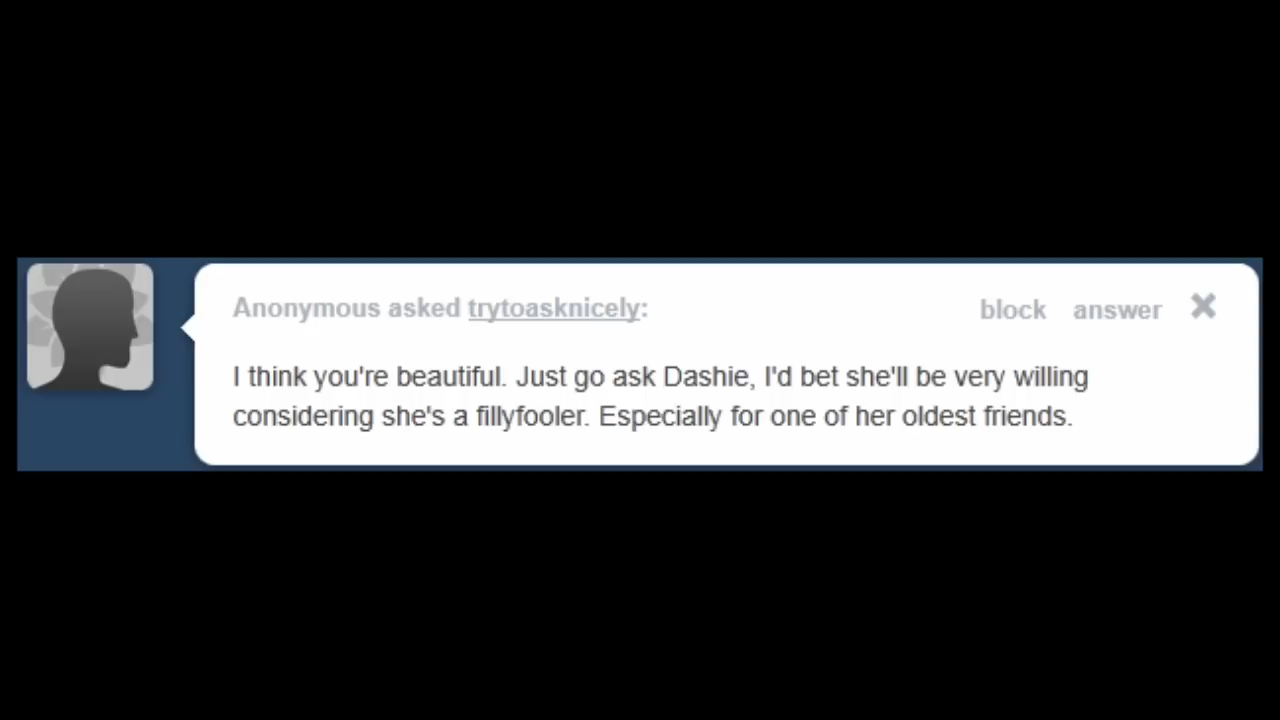 Anonymous asked trytoasknicely:
block answer
I think you're beautiful. Just go ask Dashie, I'd bet she'll be very willing
considering she's a fillyfooler. Especially for one of her oldest friends.